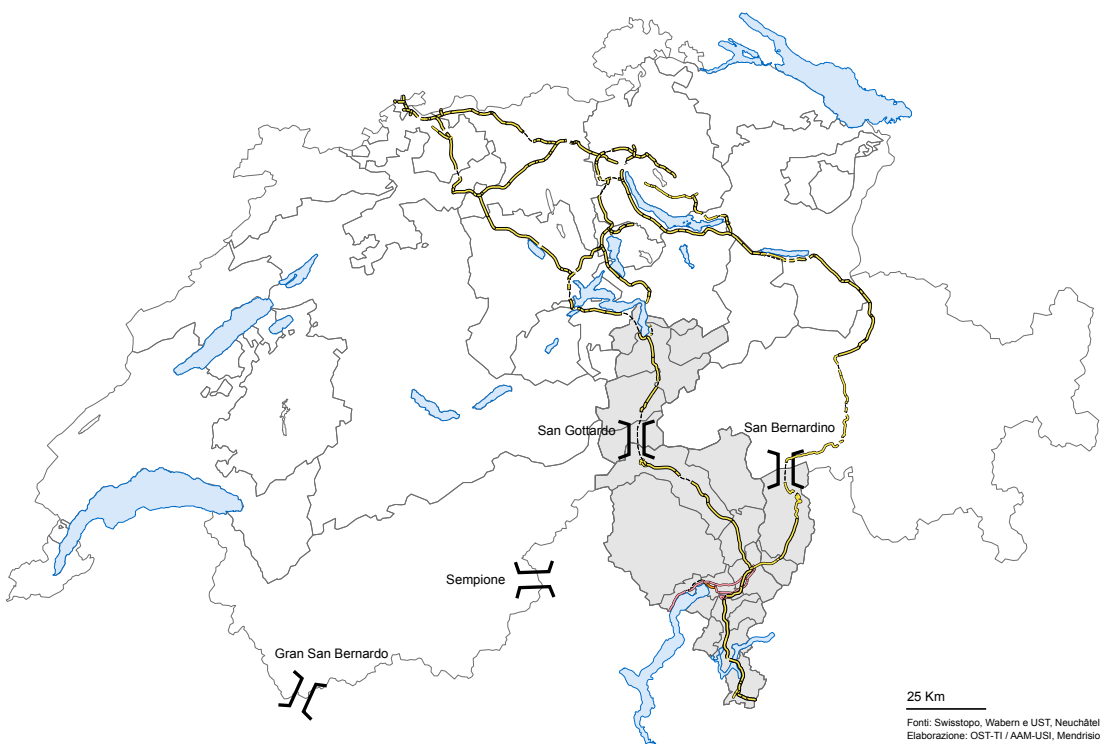 San Gottardo
San Bernardino
Sempione
Gran San Bernardo
25 Km
Fonti: Swisstopo, Wabern e UST, Neuchâtel
Elaborazione: OST-TI / AAM-USI, Mendrisio